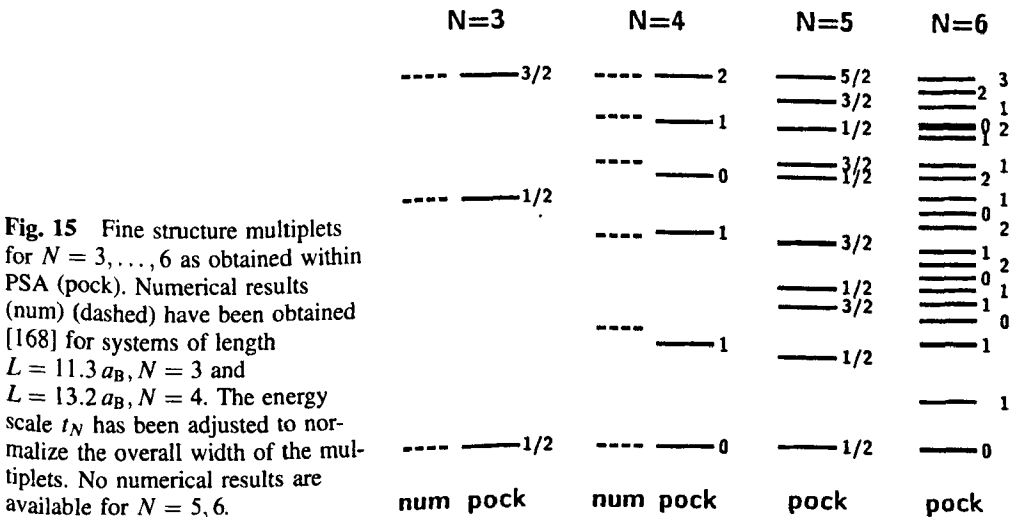 N=3 N=4 N=5 N=6
3/2 2 5/2 3
2
3/2
1
1
1/2 0 2
1
3/2 1
0 1/2 2
1/2 1
0
2
1
3/2
1
2
0
1/2 1
3/2 1
0
1 1
1/2
1
1/2 0 1/2 0
num pock num pock pock pock
Fig. 15 Fine structure multiplets
for N = 3, . . . , 6 as obtained within
PSA (pock). Numerical results
(num) (dashed) have been obtained
[168] for systems of length
L = 11.3 a_B, N = 3 and
L = 13.2 a_B, N = 4. The energy
scale t_N has been adjusted to nor-
malize the overall width of the mul-
tiplets. No numerical results are
available for N = 5, 6.